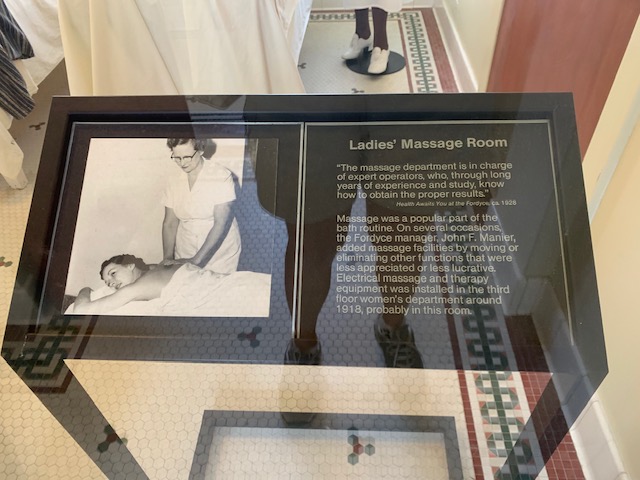 Ladies' Massage Room
"The massage department is in charge
of expert operators, who, through long
years of experience and study, know
how to obtain the proper results."
Health Awaits You at the Fordyce, ca. 1928
Massage was a popular part of the
bath routine. On several occasions,
the Fordyce manager, John F. Manier,
added massage facilities by moving or
eliminating other functions that were
less appreciated or less lucrative.
Electrical massage and therapy
equipment was installed in the third
floor women's department around
1918, probably in this room.